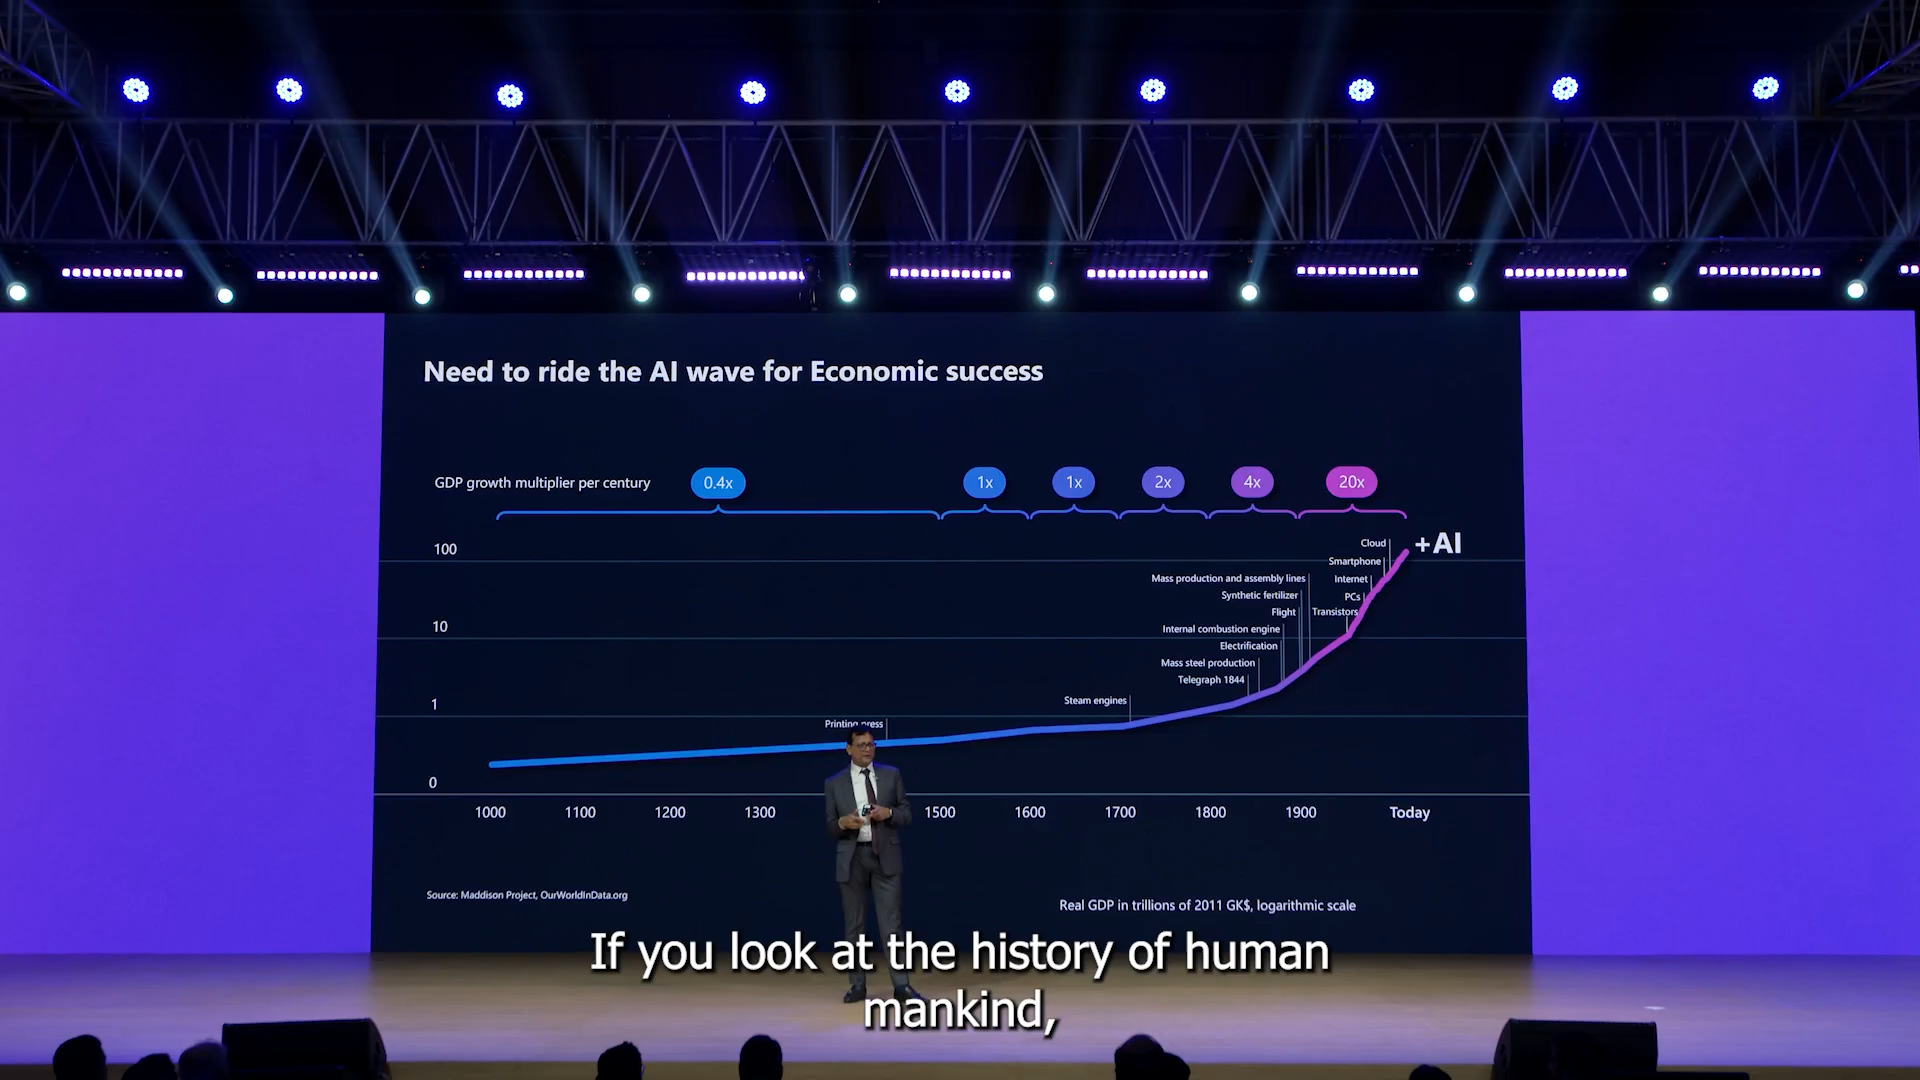 Need to ride the AI wave for Economic success
GDP growth multiplier per century
0.4x
1x
1x
2x
4x
20x
100
10
1
0
+AI
Cloud
Smartphone
Mass production and assembly lines
Internet
Synthetic fertilizer
PCs
Flight
Transistors
Internal combustion engine
Electrification
Mass steel production
Telegraph 1844
Steam engines
Printing press
1000
1100
1200
1300
1500
1600
1700
1800
1900
Today
Source: Maddison Project, OurWorldInData.org
Real GDP in trillions of 2011 GK$, logarithmic scale
If you look at the history of human
mankind,